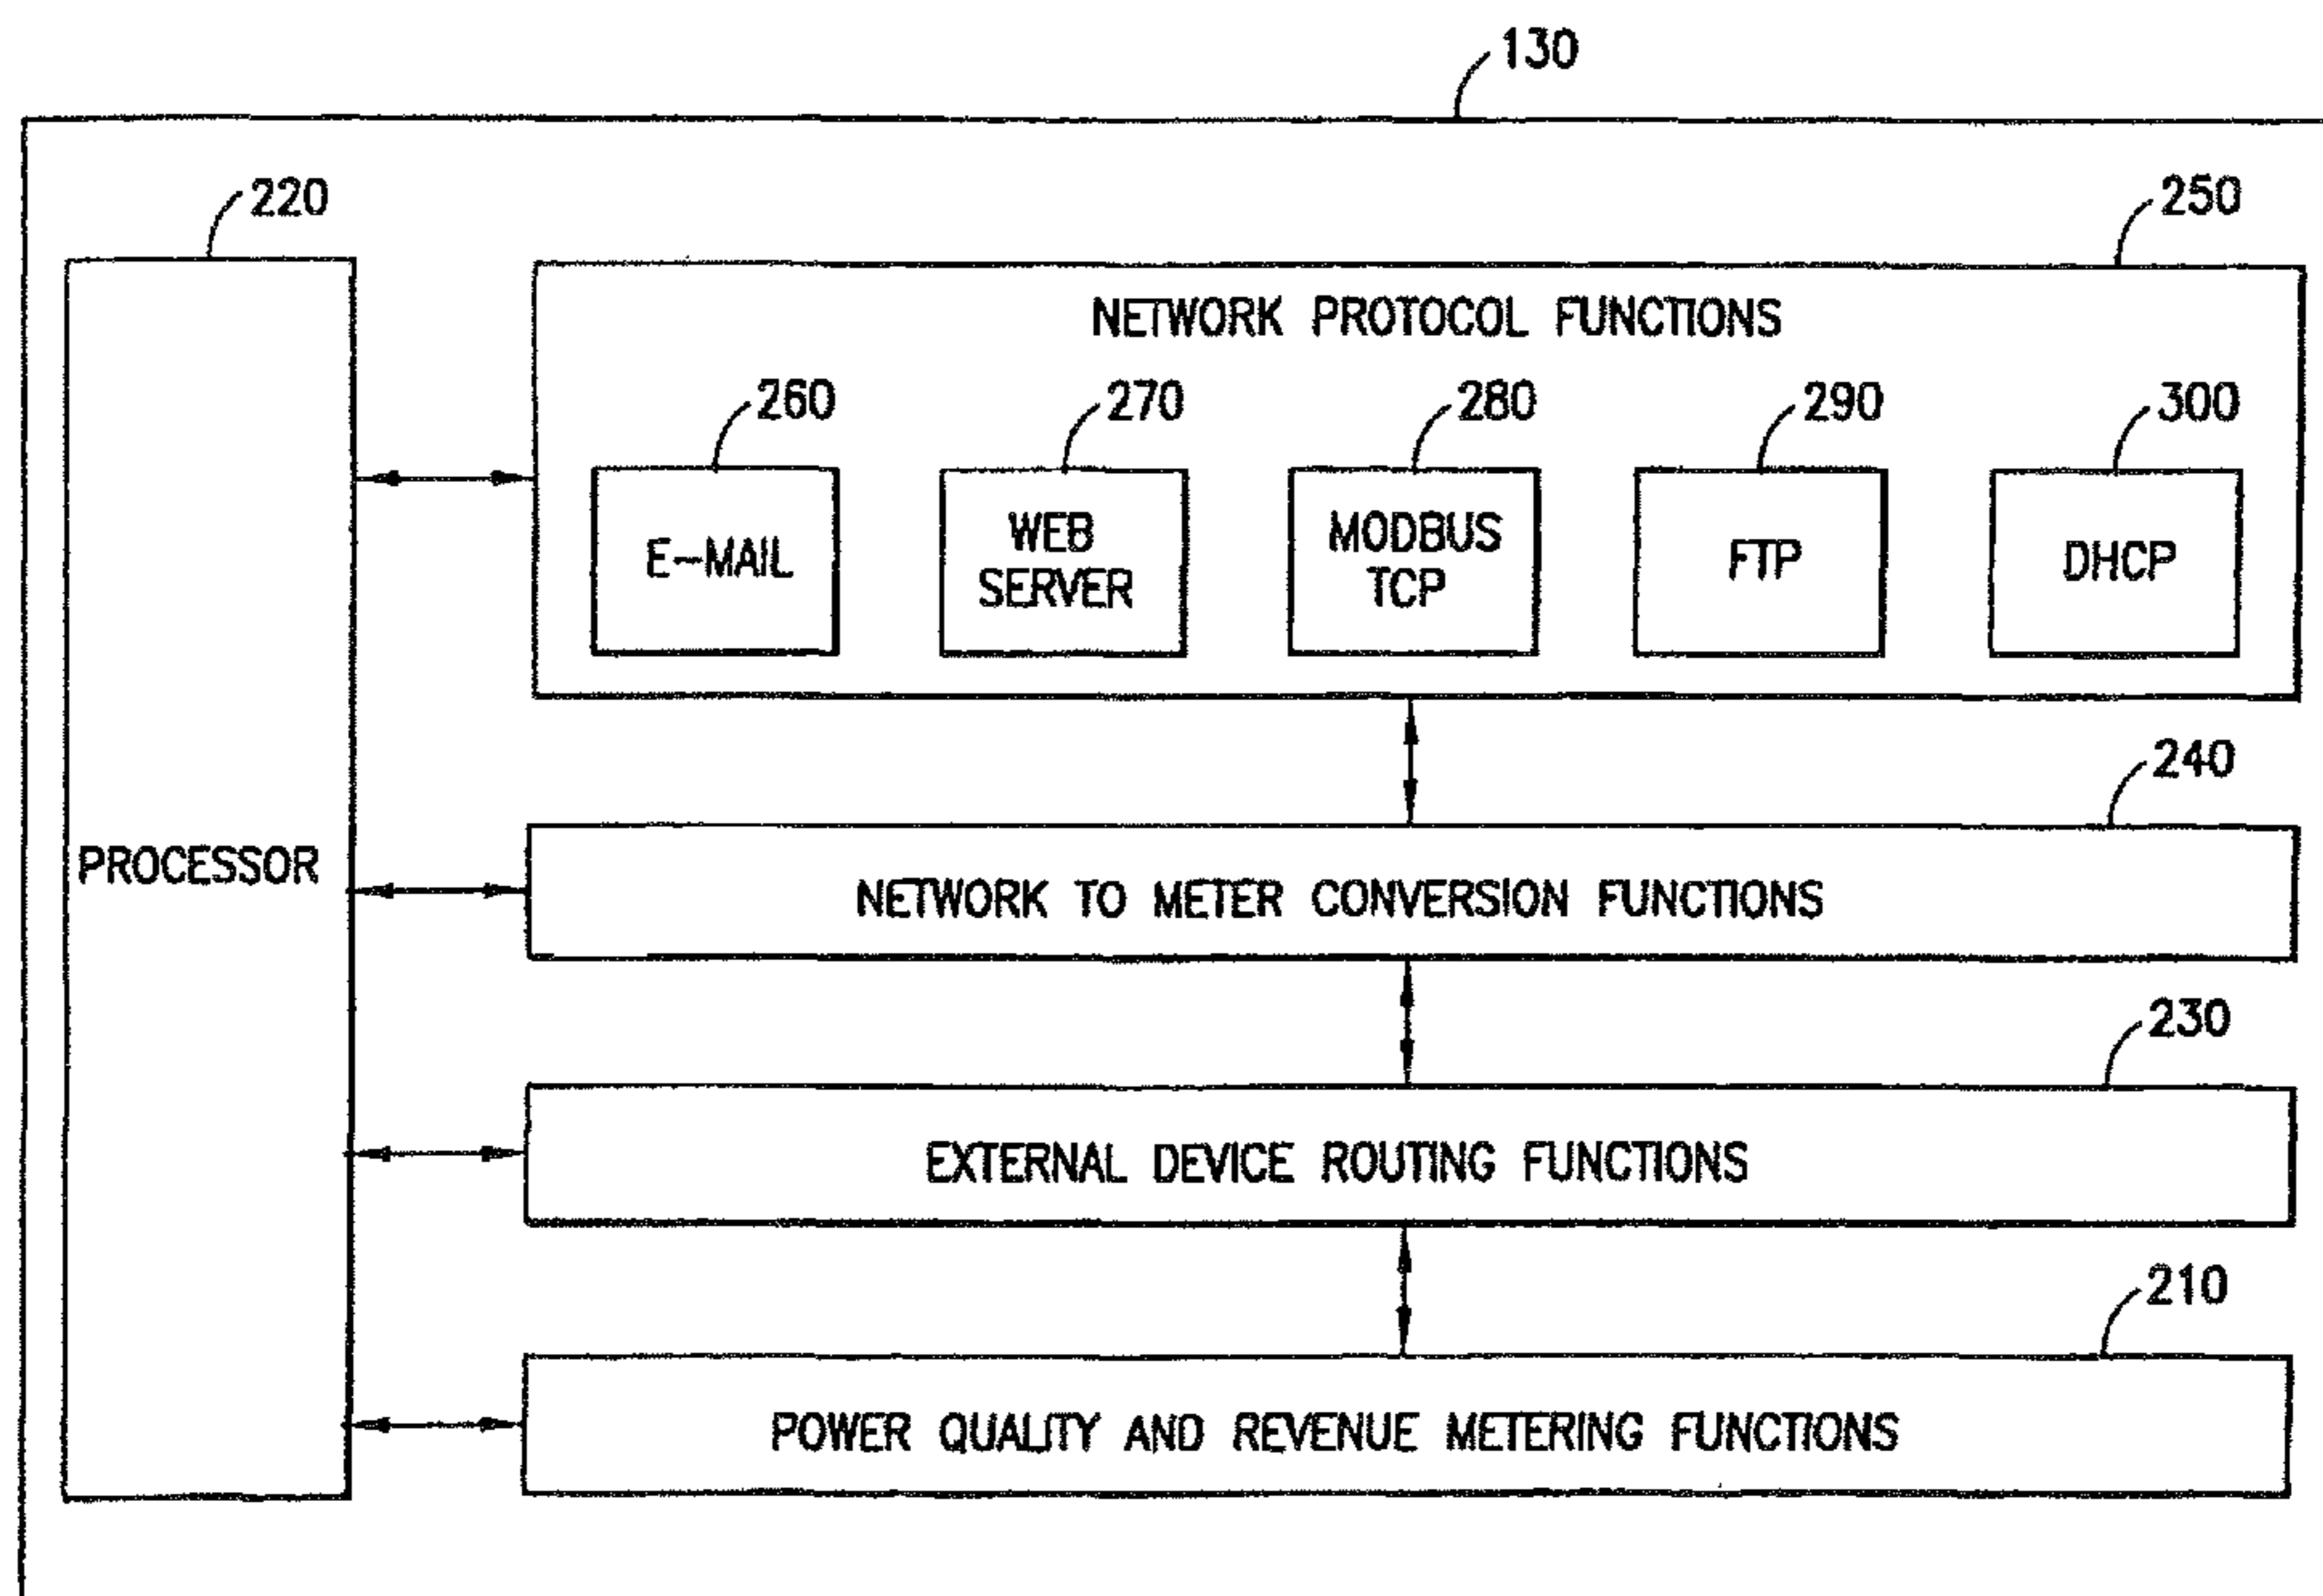 130
220
250
NETWORK PROTOCOL FUNCTIONS
260
270
280
290
300
E-MAIL
WEB
SERVER
MODBUS
TCP
FTP
DHCP
240
PROCESSOR
NETWORK TO METER CONVERSION FUNCTIONS
230
EXTERNAL DEVICE ROUTING FUNCTIONS
210
POWER QUALITY AND REVENUE METERING FUNCTIONS